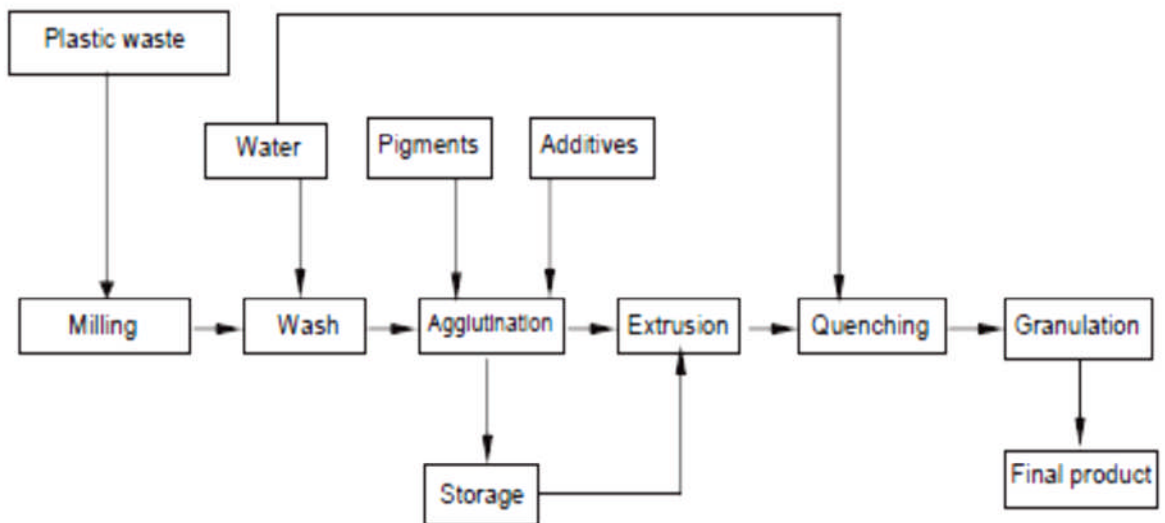 Plastic waste
Water
Pigments
Additives
Milling
Wash
Agglutination
Extrusion
Quenching
Granulation
Storage
Final product